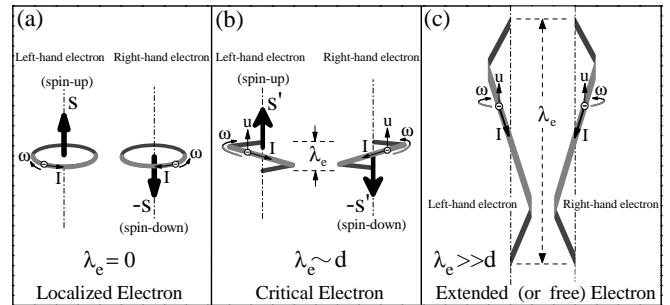 (a)
Left-hand electron
Right-hand electron
(spin-up)
S
ω
ω
I
I
-S
(spin-down)
λe = 0
Localized Electron
(b)
Left-hand electron
Right-hand electron
(spin-up)
S'
u
u
ω
ω
I
I
λe
-S'
(spin-down)
λe ~ d
Critical Electron
(c)
u
u
λe
ω
ω
I
I
Left-hand electron
Right-hand electron
λe >>d
Extended (or free) Electron